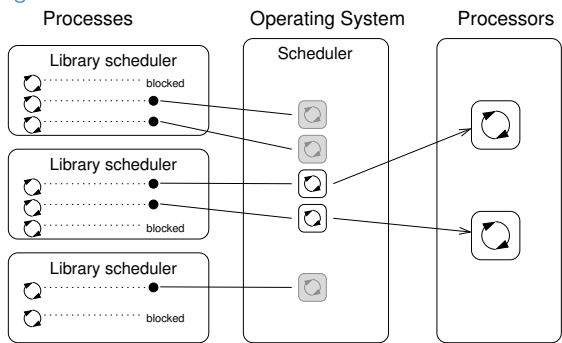 Processes
Operating System
Processors
Library scheduler
blocked
Scheduler
Library scheduler
blocked
Library scheduler
blocked